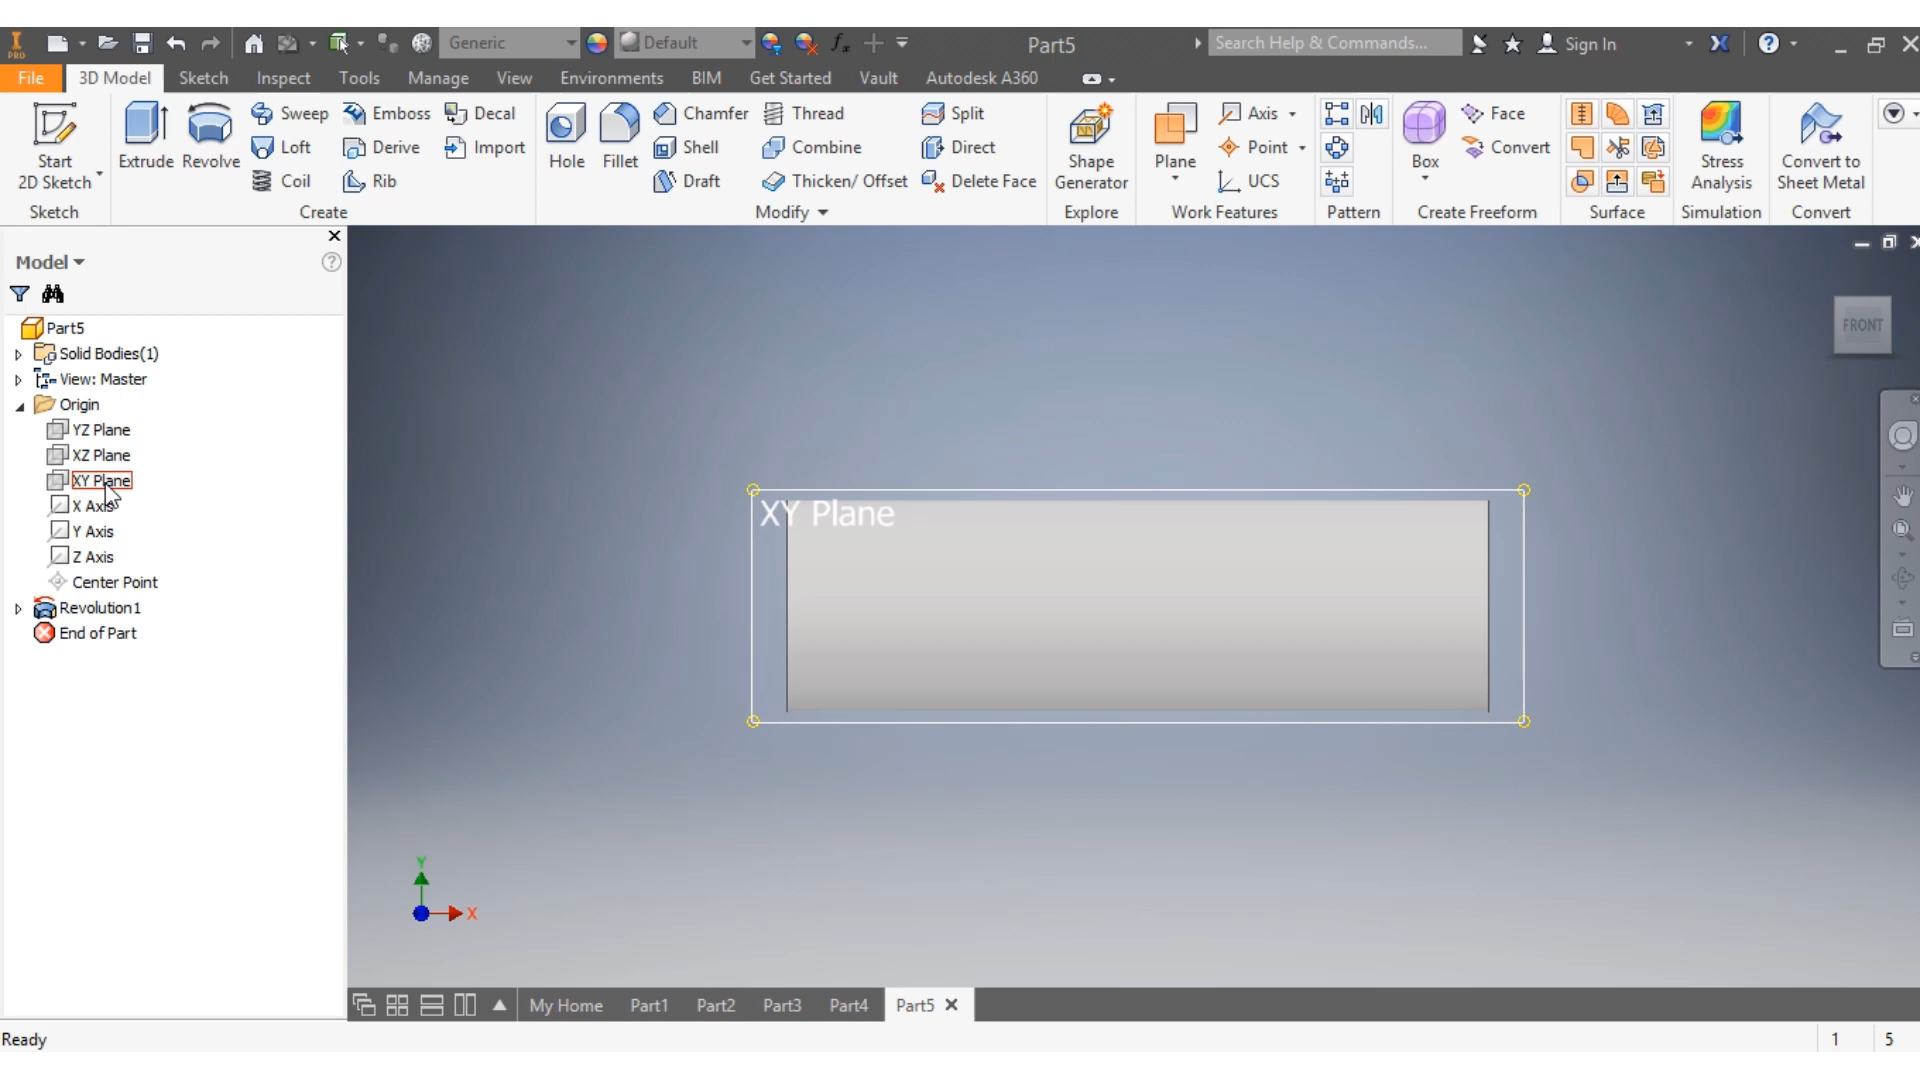 PRO Generic Default Part5 Search Help & Commands... Sign In
File 3D Model Sketch Inspect Tools Manage View Environments BIM Get Started Vault Autodesk A360
Start 2D Sketch
Sketch
Extrude Revolve Sweep Emboss Decal
Loft Derive Import
Coil Rib
Create
Hole Fillet Chamfer Thread Split
Shell Combine Direct
Draft Thicken/ Offset Delete Face
Modify
Shape Generator
Explore
Plane Axis
Point
UCS
Work Features
Pattern
Box Face
Convert
Create Freeform
Surface
Stress Analysis
Simulation
Convert to Sheet Metal
Convert
Model
Part5
Solid Bodies(1)
View: Master
Origin
YZ Plane
XZ Plane
XY Plane
X Axis
Y Axis
Z Axis
Center Point
Revolution1
End of Part
XY Plane
FRONT
Y
X
My Home Part1 Part2 Part3 Part4 Part5
Ready 1 5